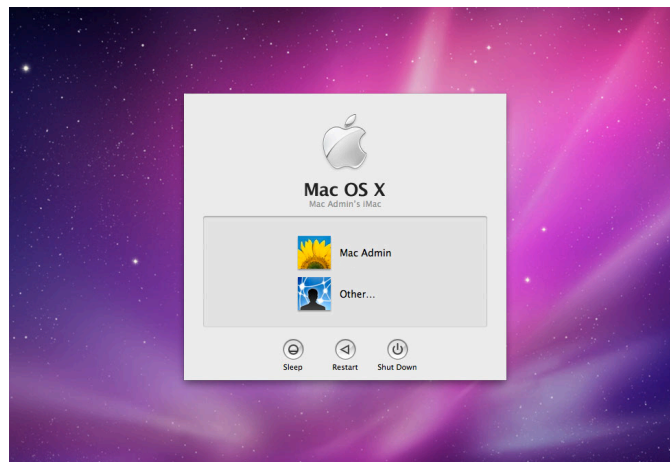 Mac OS X
Mac Admin's iMac
Mac Admin
Other...
Sleep Restart Shut Down